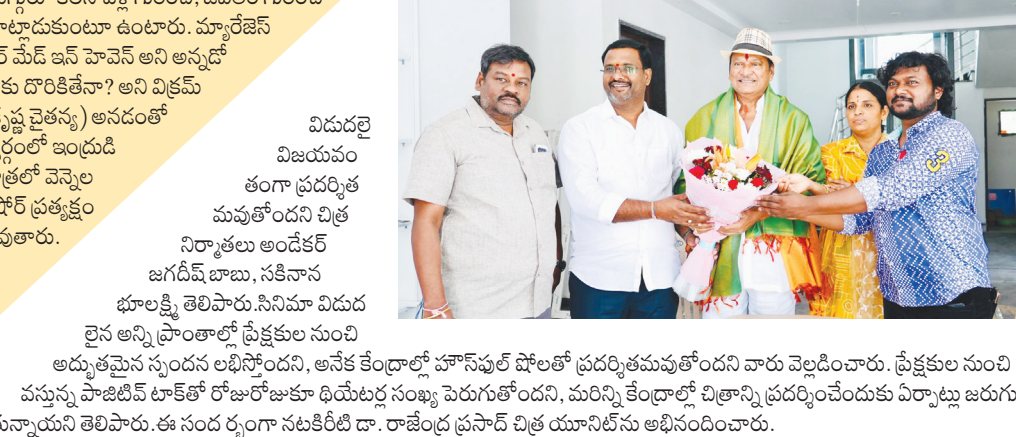 మాట్లాడుకుంటూ ఉంటారు. మ్యారేజెస్
మేడ్ ఇన్ హెవెన్ అని అన్నడో
దొరికితేనా? అని విక్రమ్
చైతన్య) అనడంతో
ఇంద్రుడి
వెన్నెల
ప్రత్యక్షం
విడుదలై
విజయవం
తంగా ప్రదర్శిత
మవుతోందని చిత్ర
నిర్మాతలు అండేకర్
జగదీష్ బాబు, సకినాన
భూలక్ష్మి తెలిపారు.సినిమా విడుద
లైన అన్ని ప్రాంతాల్లో ప్రేక్షకుల నుంచి
అద్భుతమైన స్పందన లభిస్తోందని, అనేక కేంద్రాల్లో హౌస్‌ఫుల్ షోలతో ప్రదర్శితమవుతోందని వారు వెల్లడించారు. ప్రేక్షకుల నుంచి
వస్తున్న పాజిటివ్ టాక్‌తో రోజురోజుకూ థియేటర్ల సంఖ్య పెరుగుతోందని, మరిన్ని కేంద్రాల్లో చిత్రాన్ని ప్రదర్శించేందుకు ఏర్పాట్లు జరుగు
తున్నాయని తెలిపారు.ఈ సంద ర్భంగా నటకిరీటి డా. రాజేంద్ర ప్రసాద్ చిత్ర యూనిట్‌ను అభినందించారు.